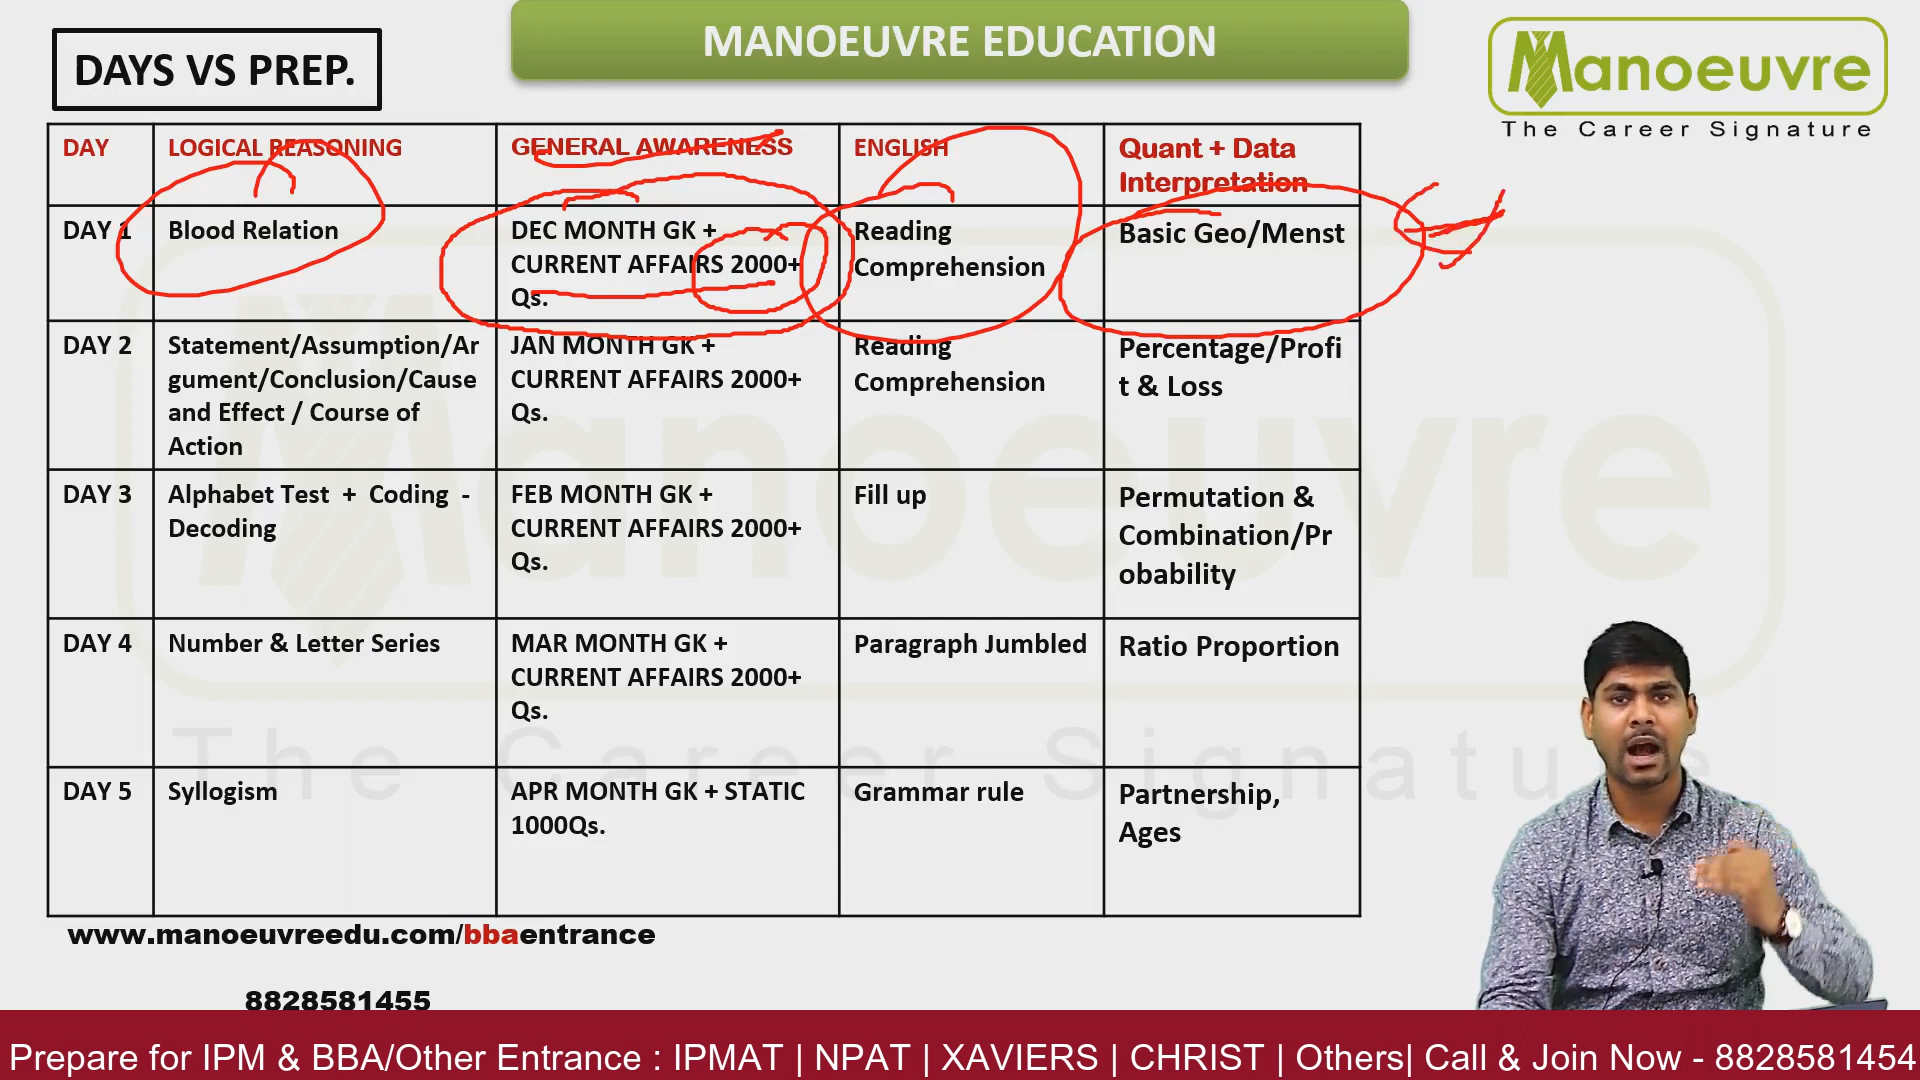 MANOEUVRE EDUCATION
DAYS VS PREP.
Manoeuvre
The Career Signature
DAY
LOGICAL REASONING
GENERAL AWARENESS
ENGLISH
Quant + Data
Interpretation
DAY 1
Blood Relation
DEC MONTH GK +
CURRENT AFFAIRS 2000+
Qs.
Reading
Comprehension
Basic Geo/Menst
DAY 2
Statement/Assumption/Ar
gument/Conclusion/Cause
and Effect / Course of
Action
JAN MONTH GK +
CURRENT AFFAIRS 2000+
Qs.
Reading
Comprehension
Percentage/Profi
t & Loss
DAY 3
Alphabet Test + Coding -
Decoding
FEB MONTH GK +
CURRENT AFFAIRS 2000+
Qs.
Fill up
Permutation &
Combination/Pr
obability
DAY 4
Number & Letter Series
MAR MONTH GK +
CURRENT AFFAIRS 2000+
Qs.
Paragraph Jumbled
Ratio Proportion
DAY 5
Syllogism
APR MONTH GK + STATIC
1000Qs.
Grammar rule
Partnership,
Ages
Manoeuvre
The Career Signature
www.manoeuvreedu.com/bbaentrance
8828581455
Prepare for IPM & BBA/Other Entrance : IPMAT | NPAT | XAVIERS | CHRIST | Others| Call & Join Now - 8828581454